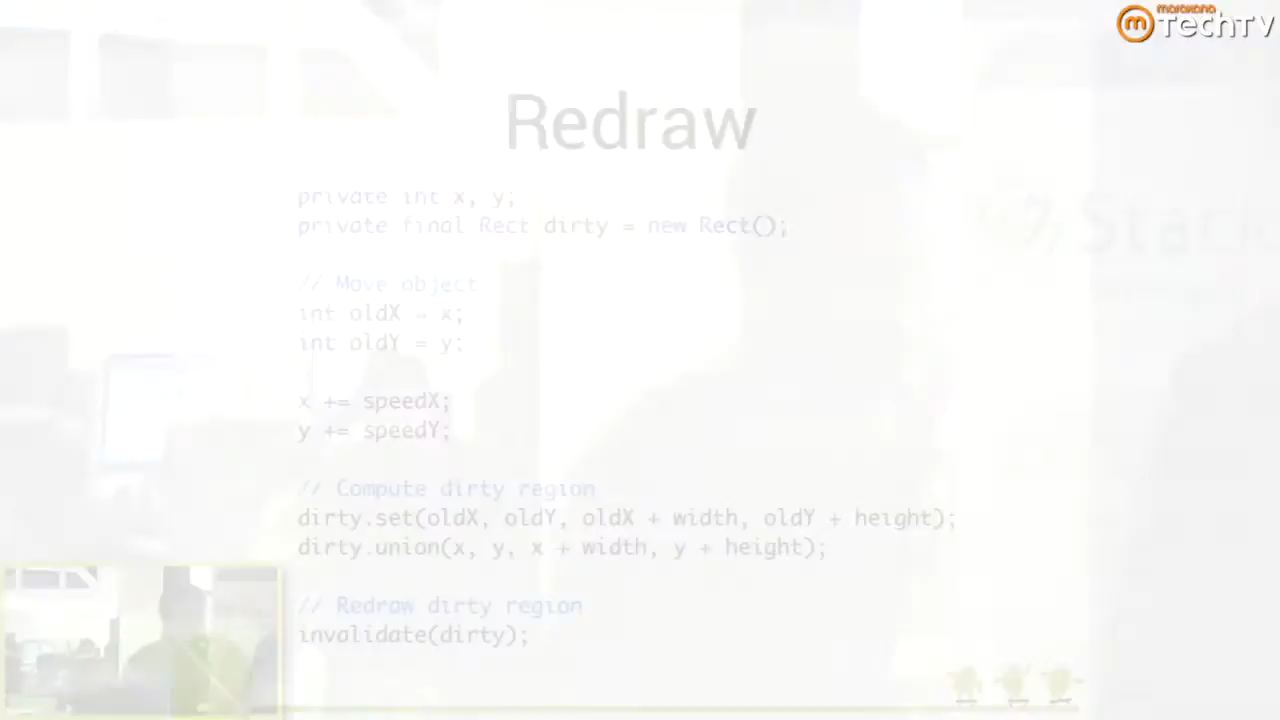 marakana
TechTV
Redraw
private int x, y;
private final Rect dirty = new Rect();
// Move object
int oldX = x;
int oldY = y;
x += speedX;
y += speedY;
// Compute dirty region
dirty.set(oldX, oldY, oldX + width, oldY + height);
dirty.union(x, y, x + width, y + height);
// Redraw dirty region
invalidate(dirty);